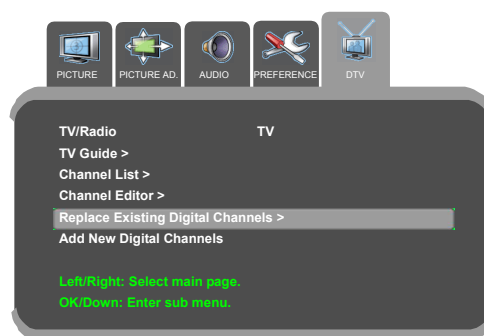 PICTURE PICTURE AD. AUDIO PREFERENCE DTV
TV/Radio TV
TV Guide >
Channel List >
Channel Editor >
Replace Existing Digital Channels >
Add New Digital Channels
Left/Right: Select main page.
OK/Down: Enter sub menu.